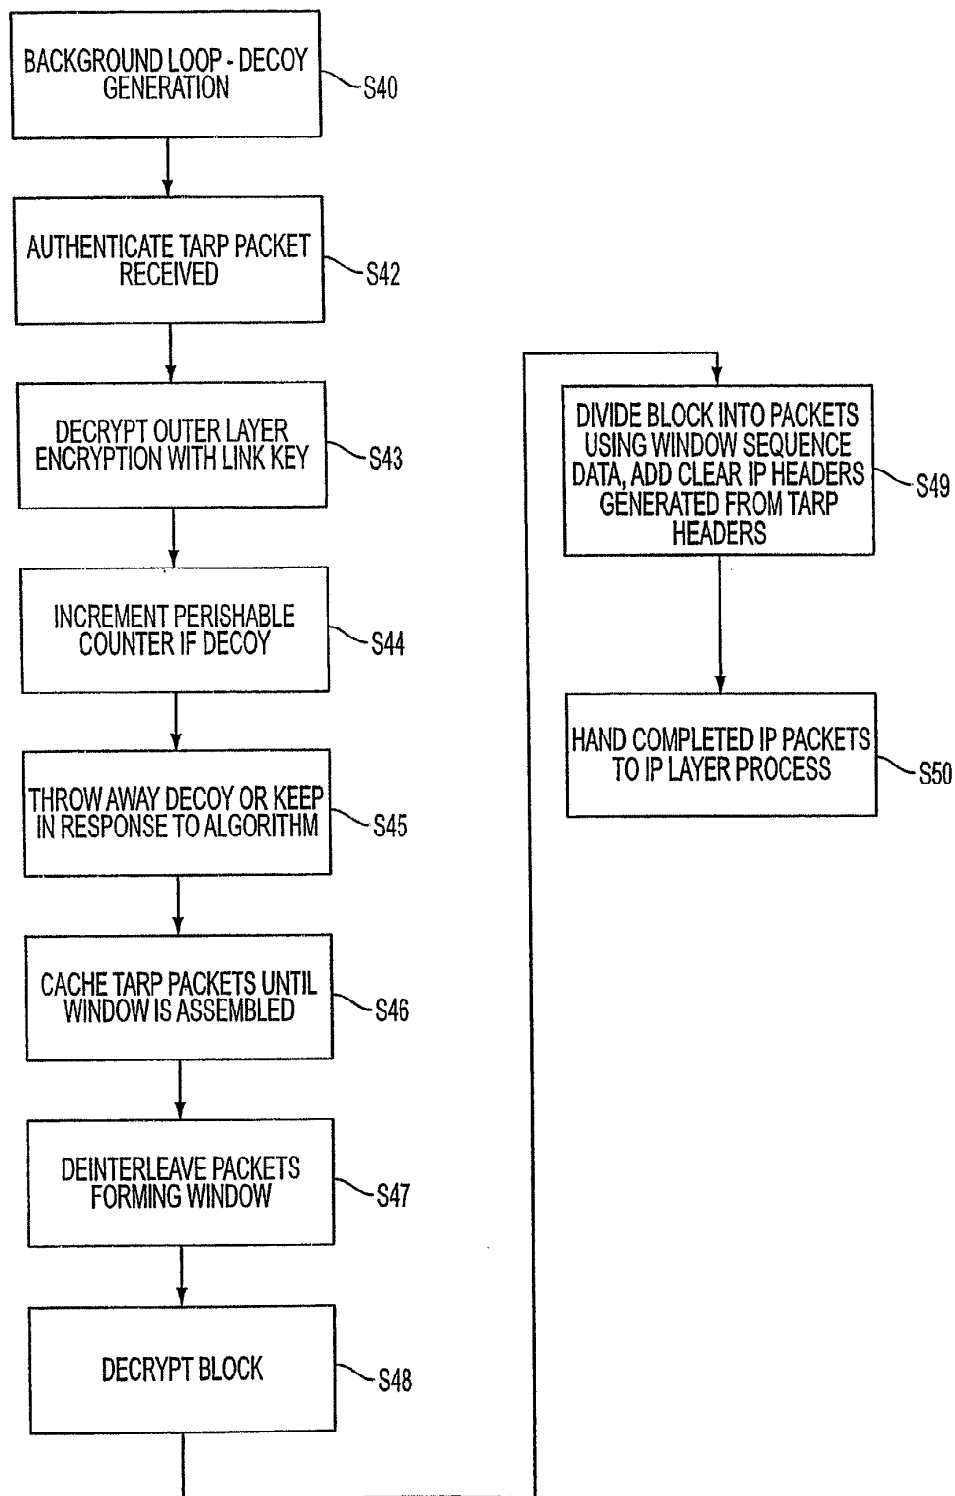 BACKGROUND LOOP - DECOY
GENERATION
S40
AUTHENTICATE TARP PACKET
RECEIVED
S42
DECRYPT OUTER LAYER
ENCRYPTION WITH LINK KEY
S43
INCREMENT PERISHABLE
COUNTER IF DECOY
S44
THROW AWAY DECOY OR KEEP
IN RESPONSE TO ALGORITHM
S45
CACHE TARP PACKETS UNTIL
WINDOW IS ASSEMBLED
S46
DEINTERLEAVE PACKETS
FORMING WINDOW
S47
DECRYPT BLOCK
S48
DIVIDE BLOCK INTO PACKETS
USING WINDOW SEQUENCE
DATA, ADD CLEAR IP HEADERS
GENERATED FROM TARP
HEADERS
S49
HAND COMPLETED IP PACKETS
TO IP LAYER PROCESS
S50